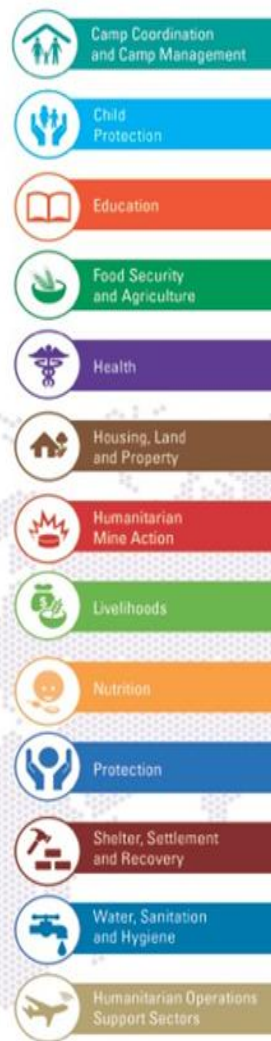 Camp Coordination
and Camp Management
Child
Protection
Education
Food Security
and Agriculture
Health
Housing, Land
and Property
Humanitarian
Mine Action
Livelihoods
Nutrition
Protection
Shelter, Settlement
and Recovery
Water, Sanitation
and Hygiene
Humanitarian Operations
Support Sectors